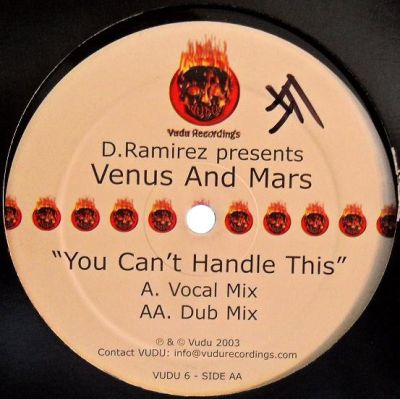 VUDU
Vudu Recordings
D.Ramirez presents
Venus And Mars
“You Can’t Handle This”
A. Vocal Mix
AA. Dub Mix
℗ & © Vudu 2003
Contact VUDU: info@vudurecordings.com
VUDU 6 - SIDE AA